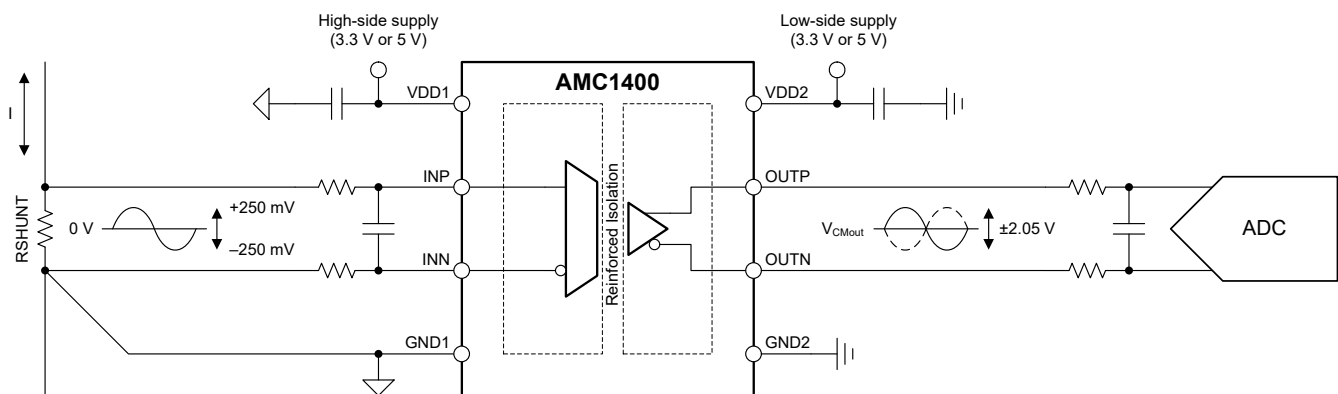 High-side supply
(3.3 V or 5 V)
Low-side supply
(3.3 V or 5 V)
AMC1400
VDD1
VDD2
I
INP
OUTP
RSHUNT
0 V
+250 mV
–250 mV
Reinforced Isolation
VCMout
±2.05 V
ADC
INN
OUTN
GND1
GND2